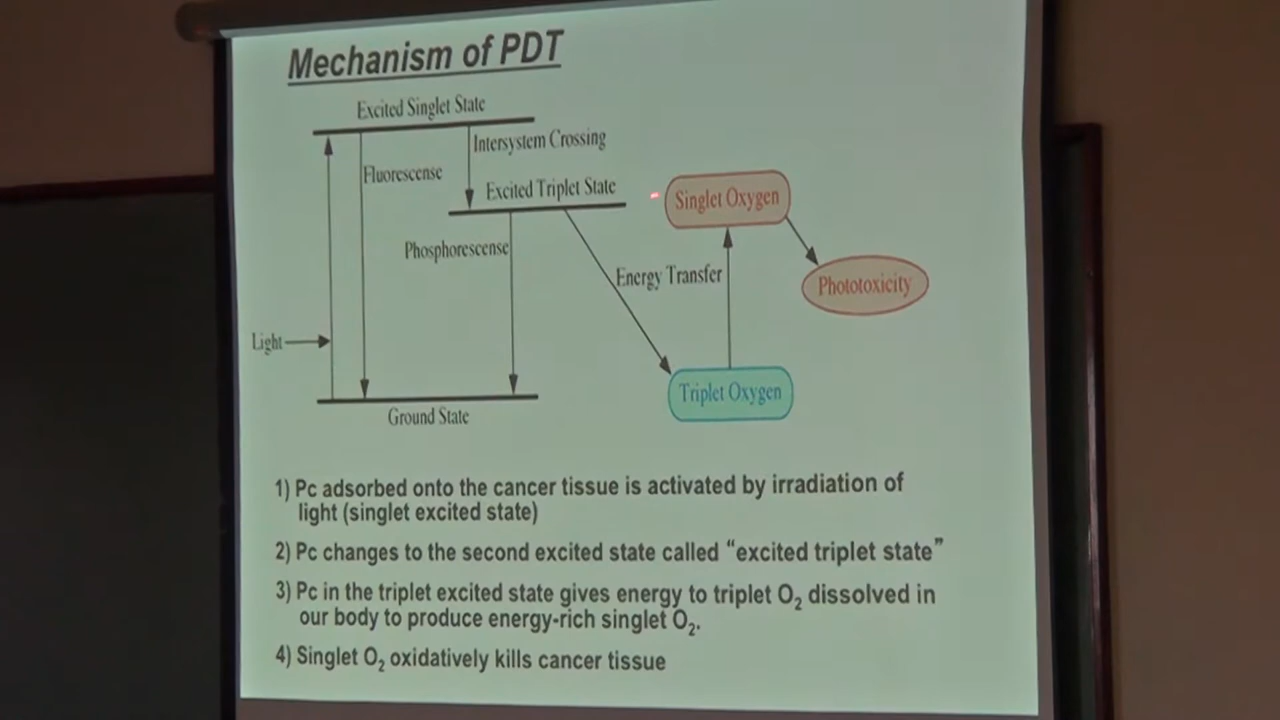 Mechanism of PDT
Excited Singlet State
Intersystem Crossing
Fluorescense
Excited Triplet State
Singlet Oxygen
Phosphorescense
Energy Transfer
Phototoxicity
Light
Triplet Oxygen
Ground State
1) Pc adsorbed onto the cancer tissue is activated by irradiation of
light (singlet excited state)
2) Pc changes to the second excited state called “excited triplet state”
3) Pc in the triplet excited state gives energy to triplet O₂ dissolved in
our body to produce energy-rich singlet O₂.
4) Singlet O₂ oxidatively kills cancer tissue